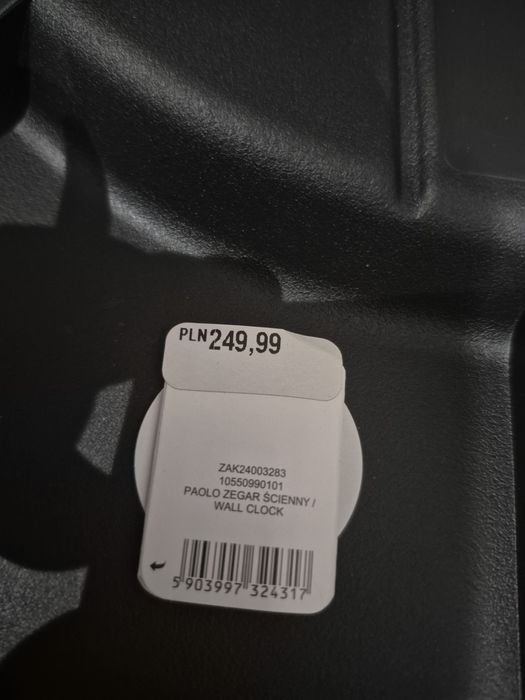 PLN249,99
ZAK24003283
10550990101
PAOLO ZEGAR ŚCIENNY /
WALL CLOCK
5 903997 324317